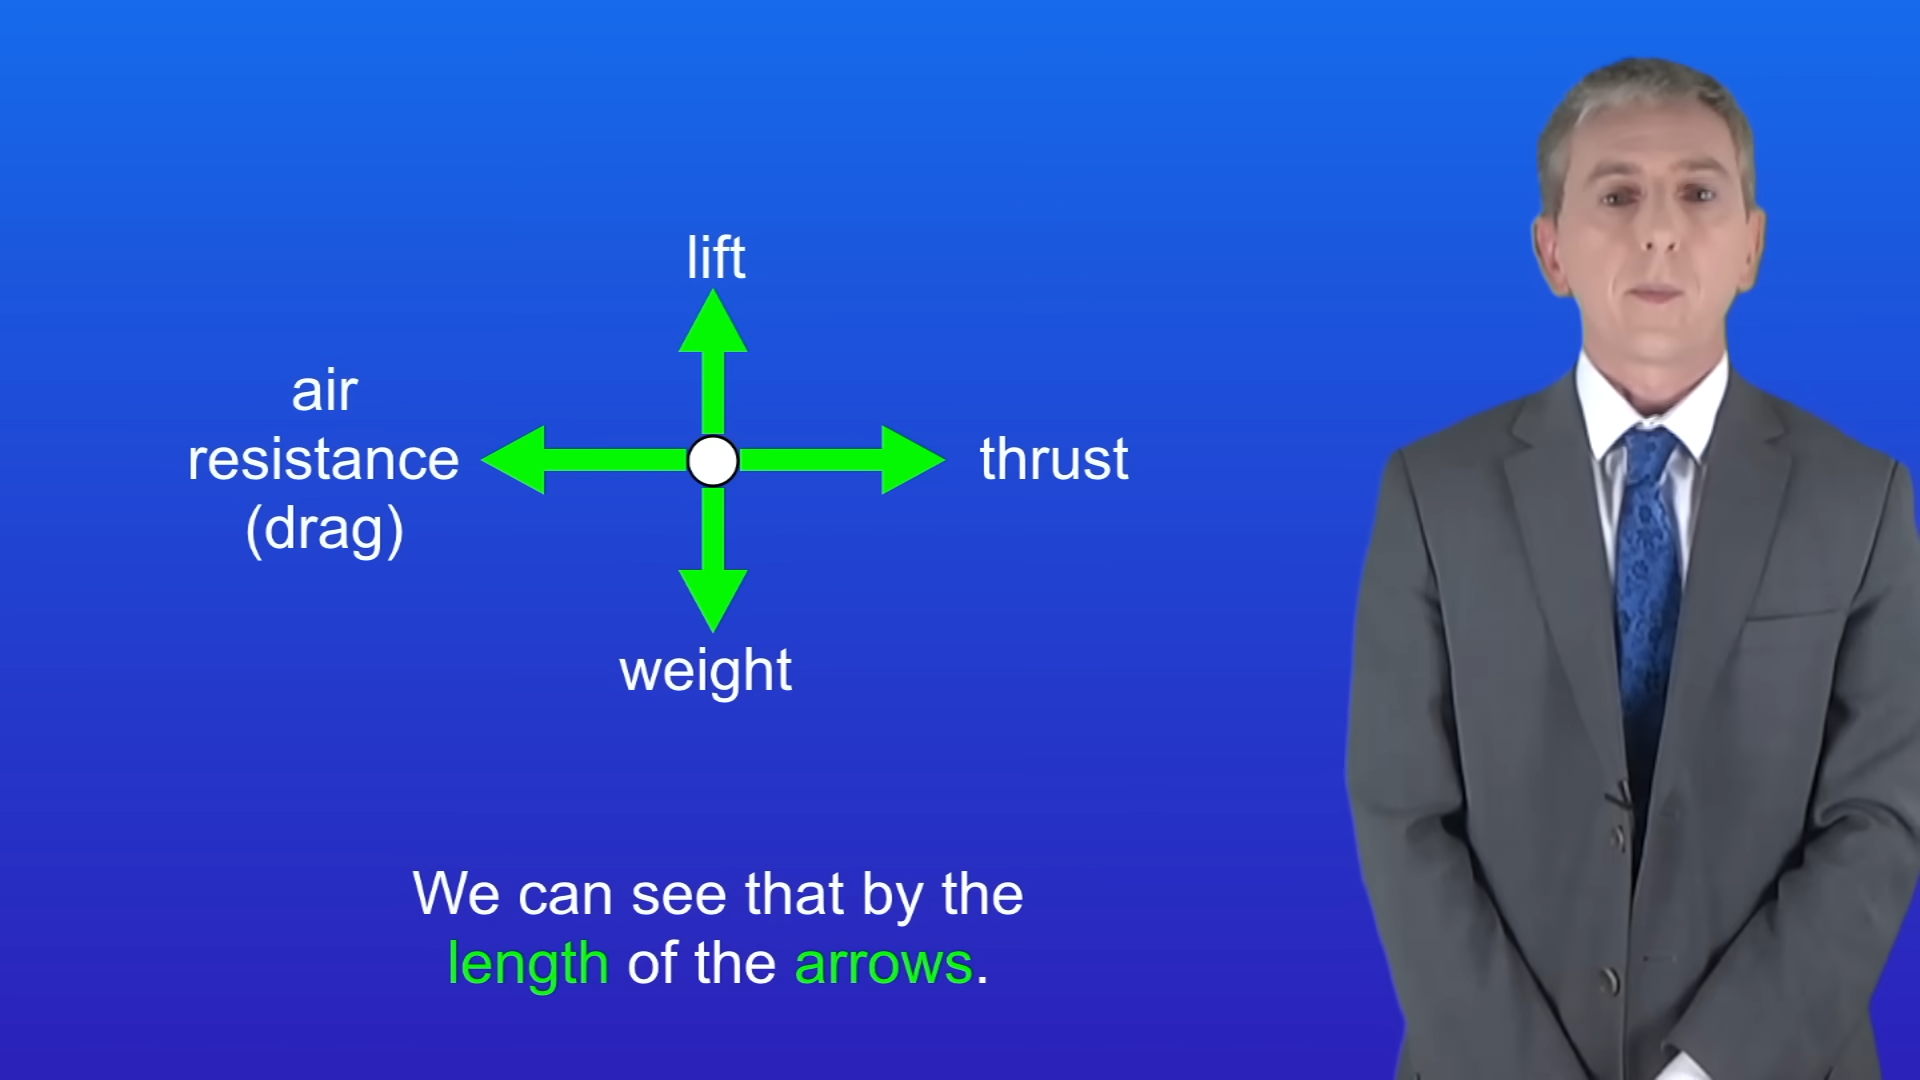 lift
air
resistance
(drag)
thrust
weight
We can see that by the
length of the arrows.